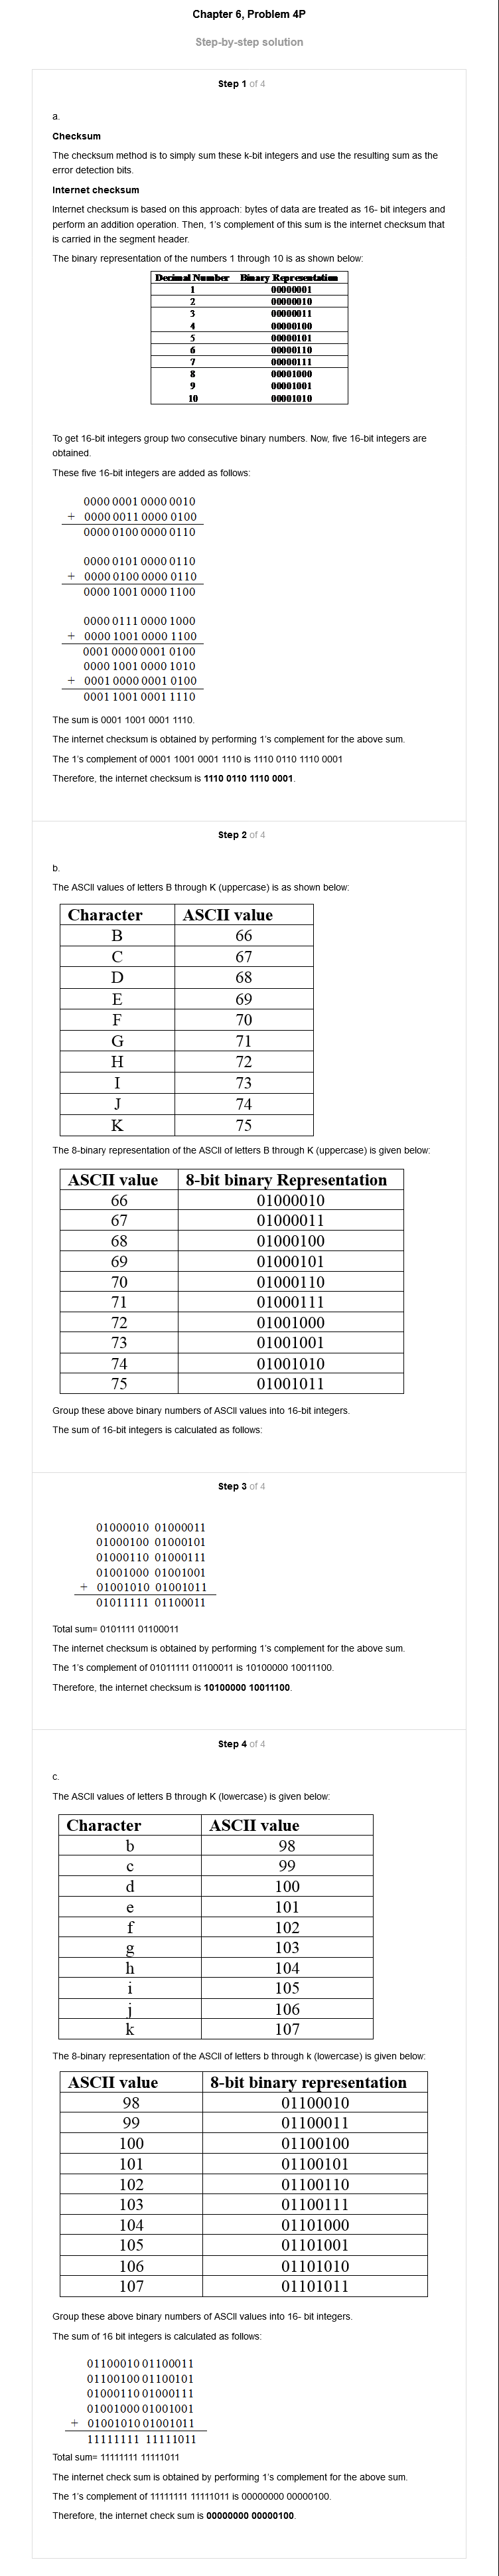 Chapter 6, Problem 4P
Step-by-step solution
Step 1 of 4
a.
Checksum
The checksum method is to simply sum these k-bit integers and use the resulting sum as the
error detection bits.
Internet checksum
Internet checksum is based on this approach: bytes of data are treated as 16- bit integers and
perform an addition operation. Then, 1's complement of this sum is the internet checksum that
is carried in the segment header.
The binary representation of the numbers 1 through 10 is as shown below:
Decimal Number Binary Representation
1 00000001
2 00000010
3 00000011
4 00000100
5 00000101
6 00000110
7 00000111
8 00001000
9 00001001
10 00001010
To get 16-bit integers group two consecutive binary numbers. Now, five 16-bit integers are
obtained.
These five 16-bit integers are added as follows:
0000 0001 0000 0010
+ 0000 0011 0000 0100
0000 0100 0000 0110
0000 0101 0000 0110
+ 0000 0100 0000 0110
0000 1001 0000 1100
0000 0111 0000 1000
+ 0000 1001 0000 1100
0001 0000 0001 0100
0000 1001 0000 1010
+ 0001 0000 0001 0100
0001 1001 0001 1110
The sum is 0001 1001 0001 1110.
The internet checksum is obtained by performing 1's complement for the above sum.
The 1's complement of 0001 1001 0001 1110 is 1110 0110 1110 0001
Therefore, the internet checksum is 1110 0110 1110 0001.
Step 2 of 4
b.
The ASCII values of letters B through K (uppercase) is as shown below:
Character ASCII value
B 66
C 67
D 68
E 69
F 70
G 71
H 72
I 73
J 74
K 75
The 8-binary representation of the ASCII of letters B through K (uppercase) is given below:
ASCII value 8-bit binary Representation
66 01000010
67 01000011
68 01000100
69 01000101
70 01000110
71 01000111
72 01001000
73 01001001
74 01001010
75 01001011
Group these above binary numbers of ASCII values into 16-bit integers.
The sum of 16-bit integers is calculated as follows:
Step 3 of 4
01000010 01000011
01000100 01000101
01000110 01000111
01001000 01001001
+ 01001010 01001011
01011111 01100011
Total sum= 0101111 01100011
The internet checksum is obtained by performing 1's complement for the above sum.
The 1's complement of 01011111 01100011 is 10100000 10011100.
Therefore, the internet checksum is 10100000 10011100.
Step 4 of 4
c.
The ASCII values of letters B through K (lowercase) is given below:
Character ASCII value
b 98
c 99
d 100
e 101
f 102
g 103
h 104
i 105
j 106
k 107
The 8-binary representation of the ASCII of letters b through k (lowercase) is given below:
ASCII value 8-bit binary representation
98 01100010
99 01100011
100 01100100
101 01100101
102 01100110
103 01100111
104 01101000
105 01101001
106 01101010
107 01101011
Group these above binary numbers of ASCII values into 16- bit integers.
The sum of 16 bit integers is calculated as follows:
01100010 01100011
01100100 01100101
01000110 01000111
01001000 01001001
+ 01001010 01001011
11111111 11111011
Total sum= 11111111 11111011
The internet check sum is obtained by performing 1's complement for the above sum.
The 1's complement of 11111111 11111011 is 00000000 00000100.
Therefore, the internet check sum is 00000000 00000100.